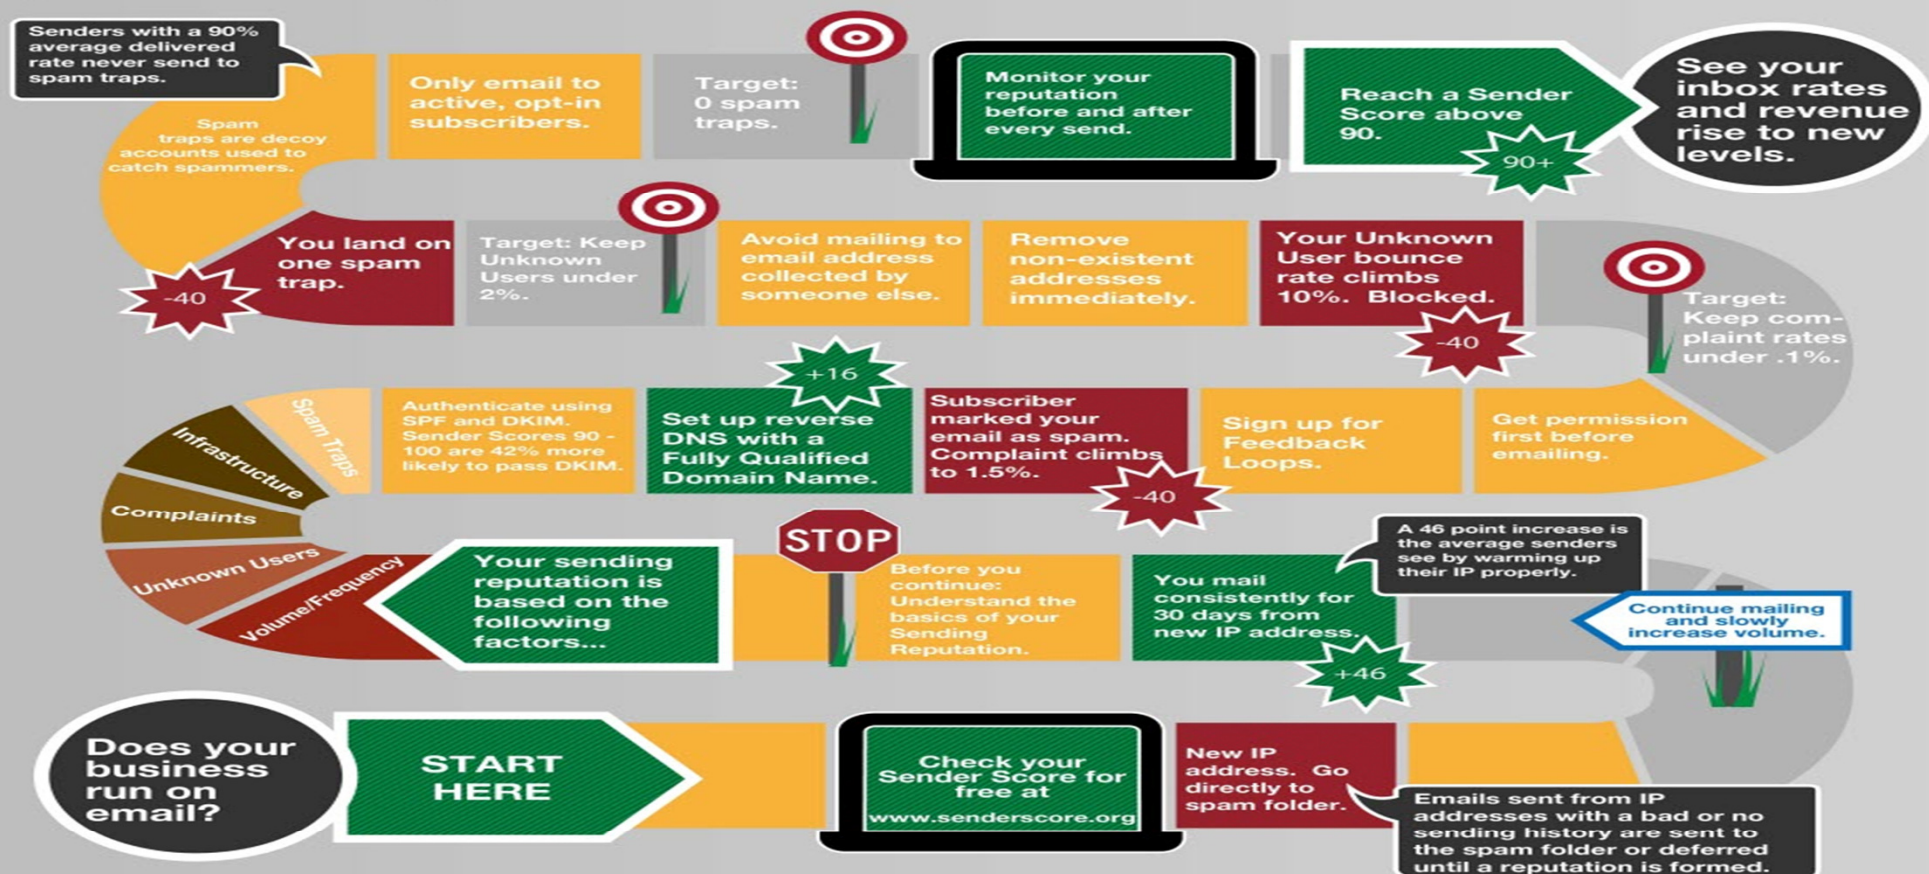 Senders with a 90%
average delivered
rate never send to
spam traps.
Spam
traps are decoy
accounts used to
catch spammers.
Only email to
active, opt-in
subscribers.
Target:
0 spam
traps.
Monitor your
reputation
before and after
every send.
Reach a Sender
Score above
90.
90+
See your
inbox rates
and revenue
rise to new
levels.
-40
You land on
one spam
trap.
Target: Keep
Unknown
Users under
2%.
Avoid mailing to
email address
collected by
someone else.
Remove
non-existent
addresses
immediately.
Your Unknown
User bounce
rate climbs
10%. Blocked.
-40
Target:
Keep com-
plaint rates
under .1%.
Spam Traps
Infrastructure
Complaints
Unknown Users
Volume/Frequency
Authenticate using
SPF and DKIM.
Sender Scores 90 -
100 are 42% more
likely to pass DKIM.
+16
Set up reverse
DNS with a
Fully Qualified
Domain Name.
Subscriber
marked your
email as spam.
Complaint climbs
to 1.5%.
-40
Sign up for
Feedback
Loops.
Get permission
first before
emailing.
Your sending
reputation is
based on the
following
factors...
STOP
Before you
continue:
Understand the
basics of your
Sending
Reputation.
You mail
consistently for
30 days from
new IP address.
+46
A 46 point increase is
the average senders
see by warming up
their IP properly.
Continue mailing
and slowly
increase volume.
Does your
business
run on
email?
START
HERE
Check your
Sender Score for
free at
www.senderscore.org
New IP
address. Go
directly to
spam folder.
Emails sent from IP
addresses with a bad or no
sending history are sent to
the spam folder or deferred
until a reputation is formed.